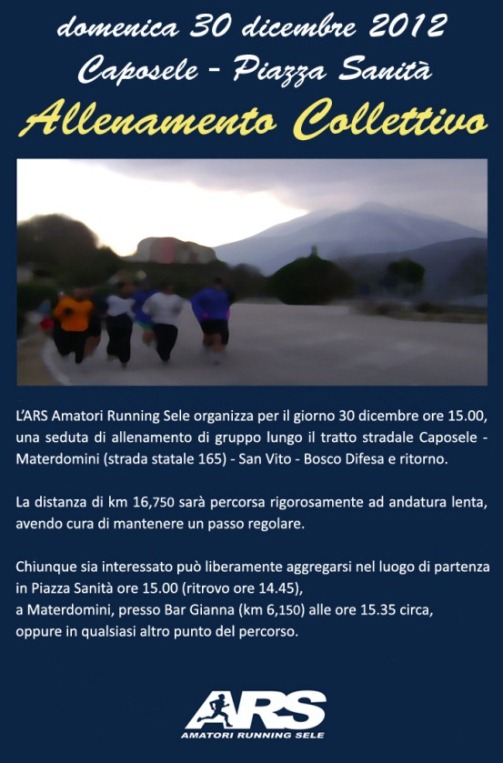 domenica 30 dicembre 2012
Caposele - Piazza Sanità
Allenamento Collettivo
L'ARS Amatori Running Sele organizza per il giorno 30 dicembre ore 15.00,
una seduta di allenamento di gruppo lungo il tratto stradale Caposele -
Materdomini (strada statale 165) - San Vito - Bosco Difesa e ritorno.
La distanza di km 16,750 sarà percorsa rigorosamente ad andatura lenta,
avendo cura di mantenere un passo regolare.
Chiunque sia interessato può liberamente aggregarsi nel luogo di partenza
in Piazza Sanità ore 15.00 (ritrovo ore 14.45),
a Materdomini, presso Bar Gianna (km 6,150) alle ore 15.35 circa,
oppure in qualsiasi altro punto del percorso.
ARS
AMATORI RUNNING SELE